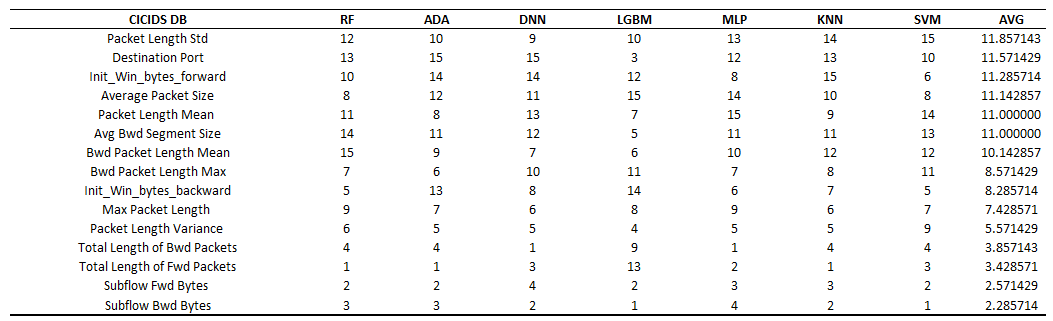 CICIDS DB RF ADA DNN LGBM MLP KNN SVM AVG
Packet Length Std 12 10 9 10 13 14 15 11.857143
Destination Port 13 15 15 3 12 13 10 11.571429
Init_Win_bytes_forward 10 14 14 12 8 15 6 11.285714
Average Packet Size 8 12 11 15 14 10 8 11.142857
Packet Length Mean 11 8 13 7 15 9 14 11.000000
Avg Bwd Segment Size 14 11 12 5 11 11 13 11.000000
Bwd Packet Length Mean 15 9 7 6 10 12 12 10.142857
Bwd Packet Length Max 7 6 10 11 7 8 11 8.571429
Init_Win_bytes_backward 5 13 8 14 6 7 5 8.285714
Max Packet Length 9 7 6 8 9 6 7 7.428571
Packet Length Variance 6 5 5 4 5 5 9 5.571429
Total Length of Bwd Packets 4 4 1 9 1 4 4 3.857143
Total Length of Fwd Packets 1 1 3 13 2 1 3 3.428571
Subflow Fwd Bytes 2 2 4 2 3 3 2 2.571429
Subflow Bwd Bytes 3 3 2 1 4 2 1 2.285714